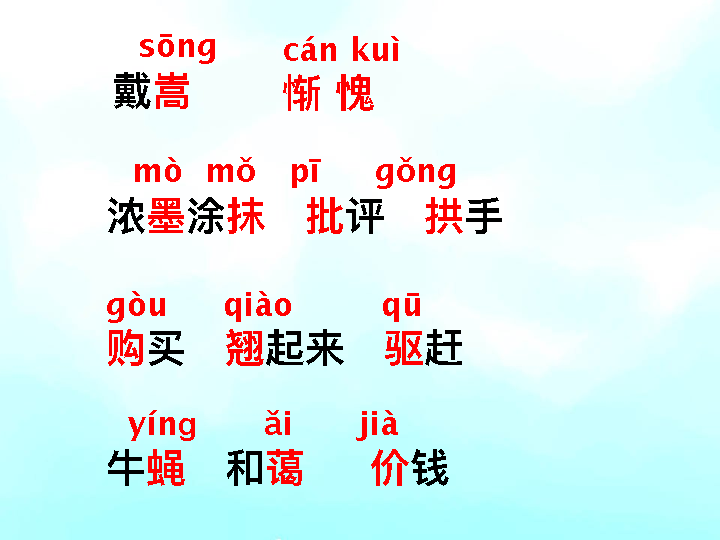 sōng cán kuì
戴嵩 惭 愧
mò mǒ pī gǒng
浓墨涂抹 批评 拱手
gòu qiào qū
购买 翘起来 驱赶
yíng ǎi jià
牛蝇 和蔼 价钱